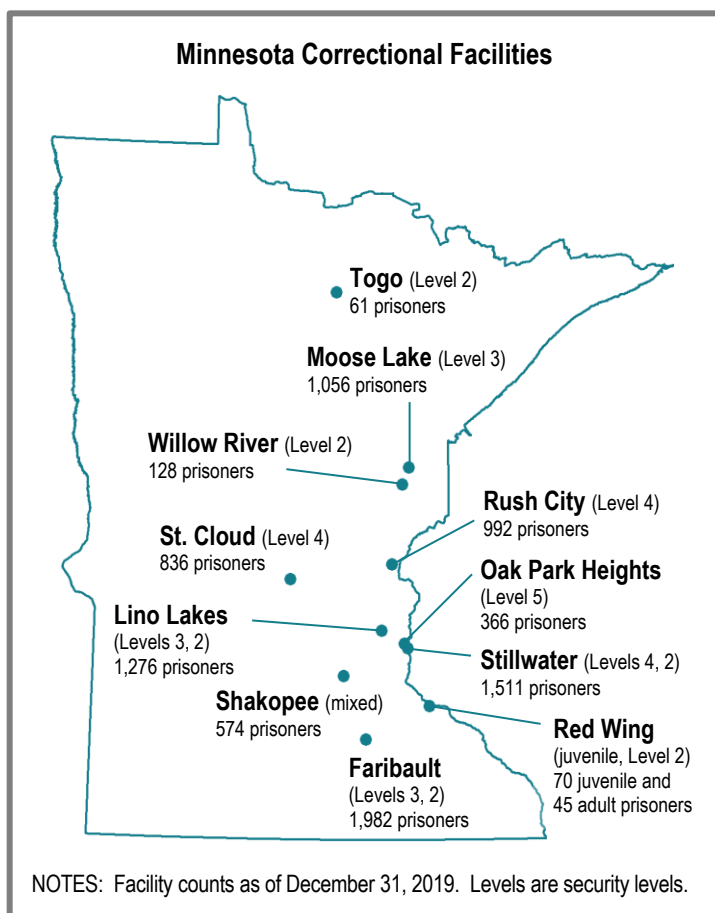 Minnesota Correctional Facilities
Togo (Level 2)
61 prisoners
Moose Lake (Level 3)
1,056 prisoners
Willow River (Level 2)
128 prisoners
Rush City (Level 4)
992 prisoners
St. Cloud (Level 4)
836 prisoners
Oak Park Heights
(Level 5)
366 prisoners
Lino Lakes
(Levels 3, 2)
1,276 prisoners
Stillwater (Levels 4, 2)
1,511 prisoners
Shakopee (mixed)
574 prisoners
Red Wing
(juvenile, Level 2)
70 juvenile and
45 adult prisoners
Faribault
(Levels 3, 2)
1,982 prisoners
NOTES: Facility counts as of December 31, 2019. Levels are security levels.